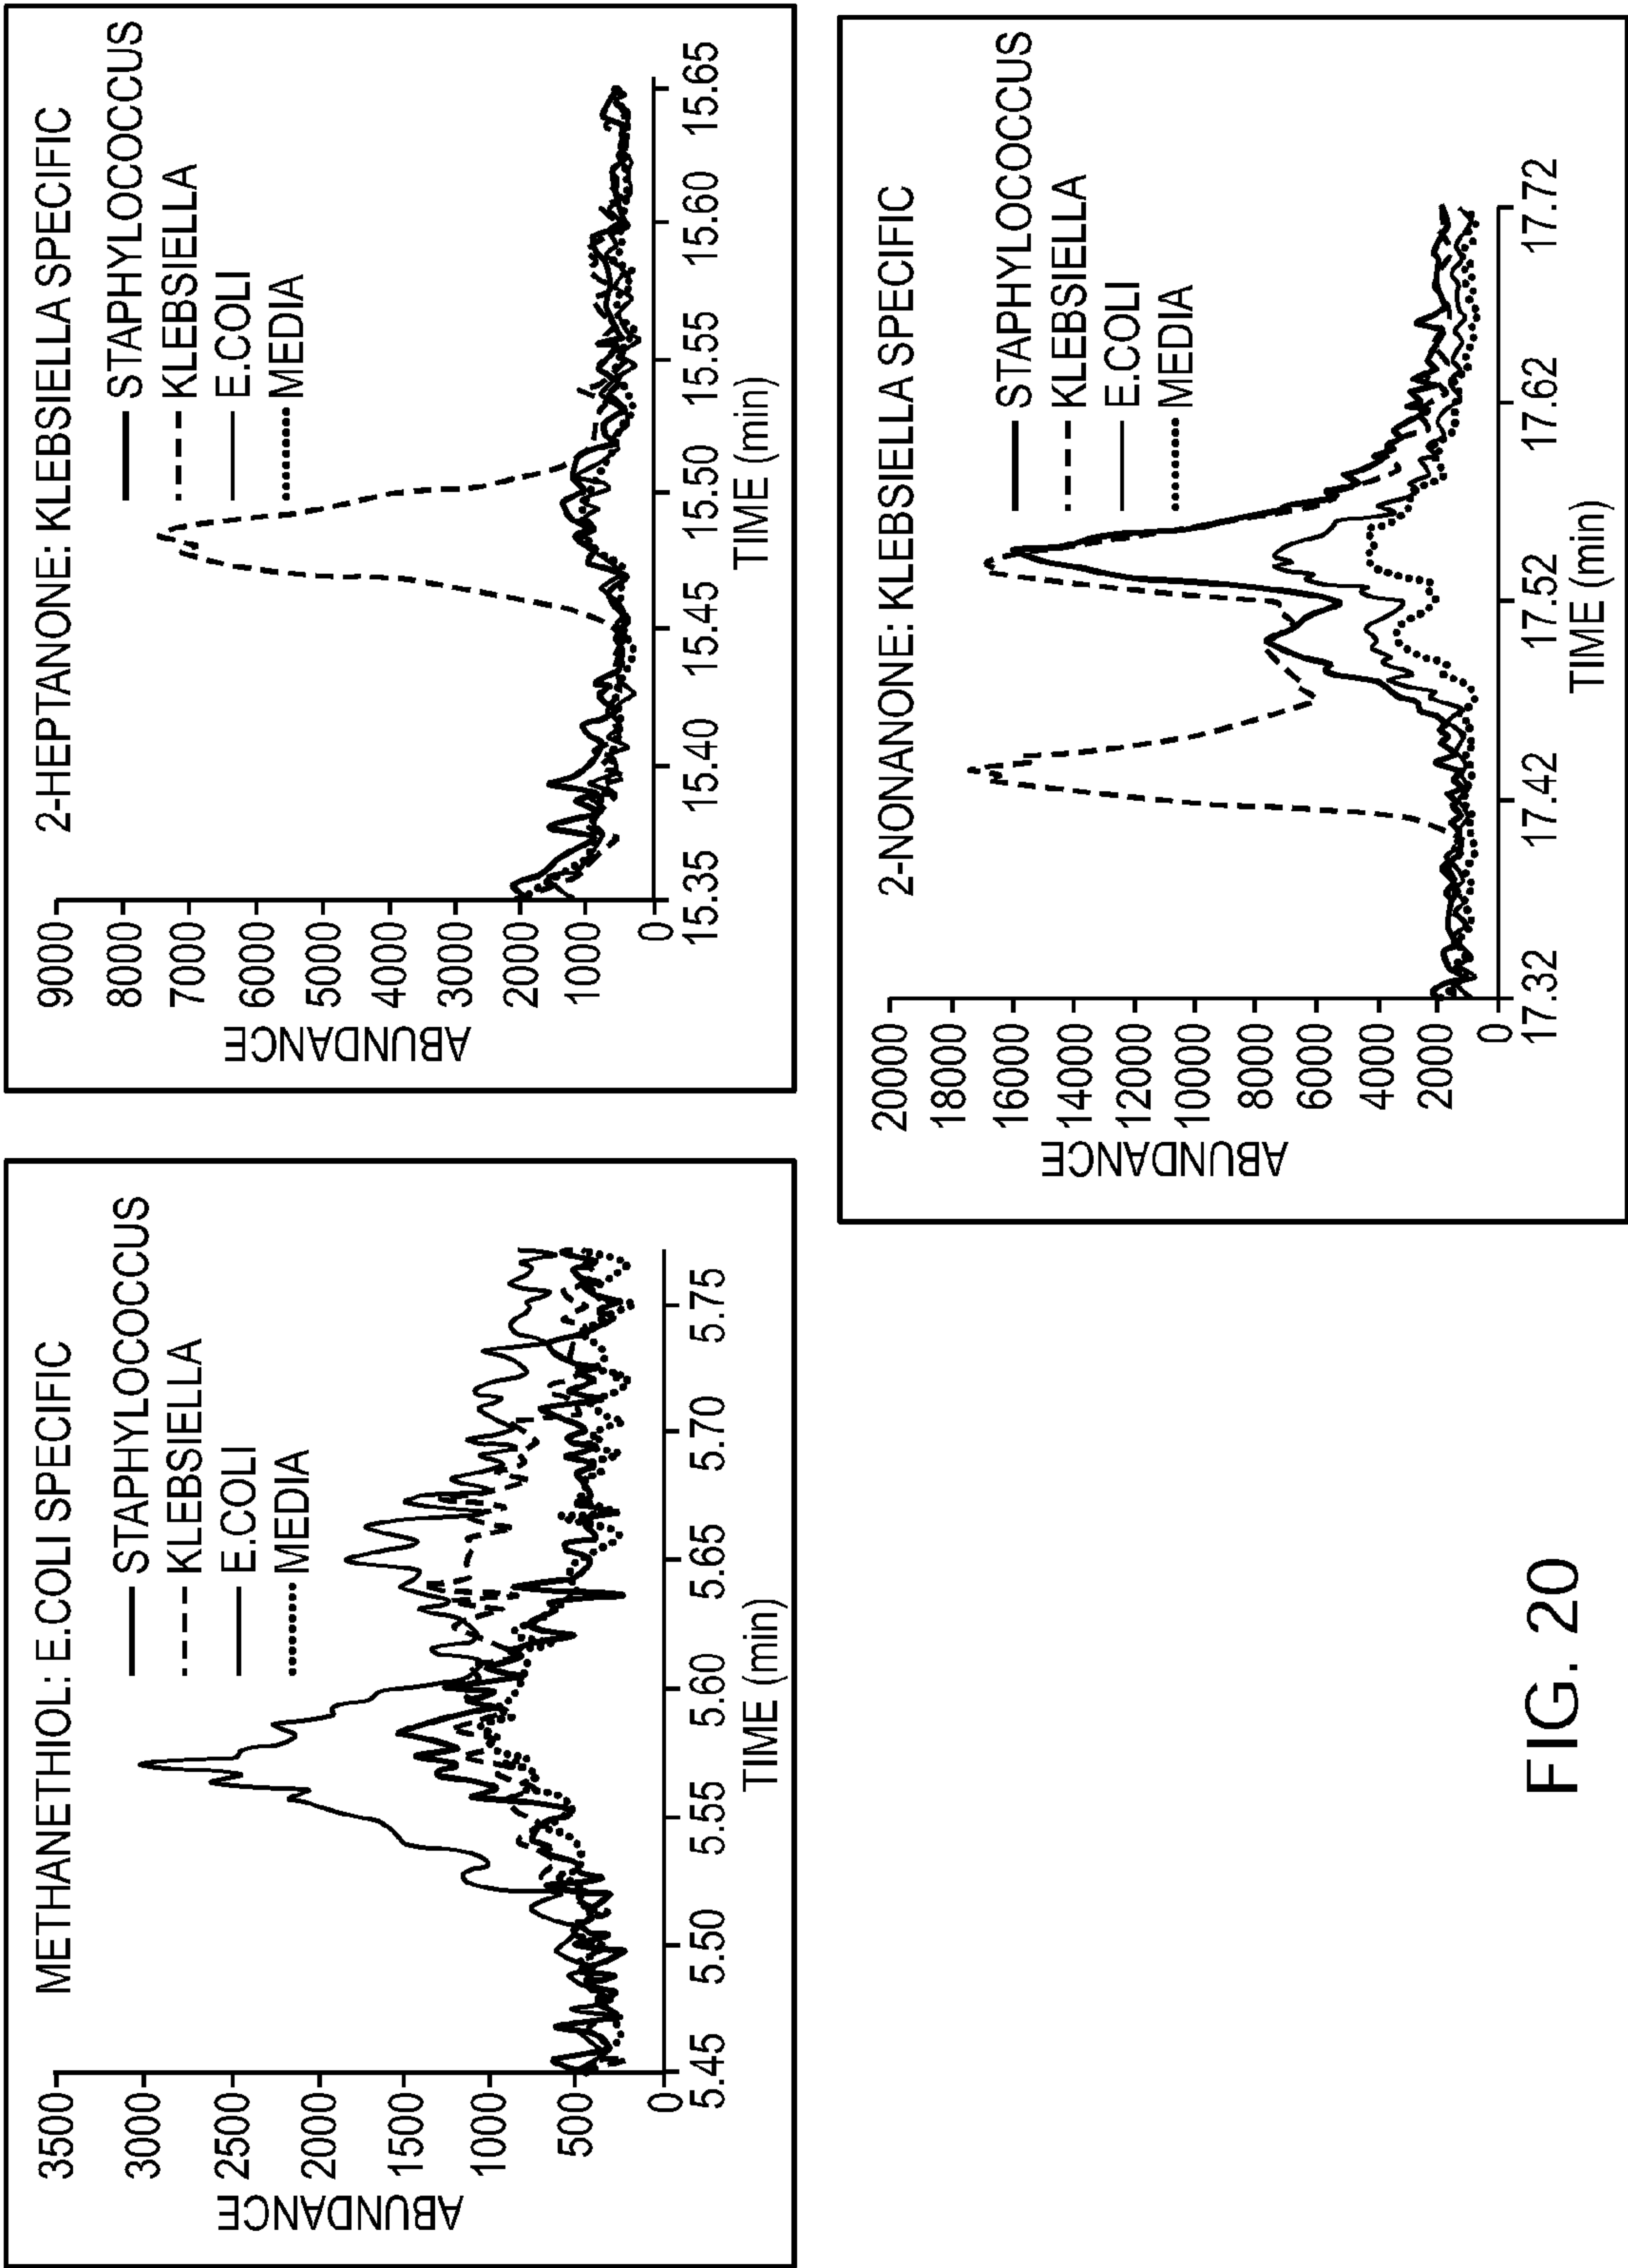 METHANETHIOL: E.COLI SPECIFIC
STAPHYLOCOCCUS
KLEBSIELLA
E.COLI
MEDIA
ABUNDANCE
3500
3000
2500
2000
1500
1000
500
0
5.45
5.50
5.55
5.60
5.65
5.70
5.75
TIME (min)
2-HEPTANONE: KLEBSIELLA SPECIFIC
STAPHYLOCOCCUS
KLEBSIELLA
E.COLI
MEDIA
ABUNDANCE
9000
8000
7000
6000
5000
4000
3000
2000
1000
0
15.35
15.40
15.45
15.50
15.55
15.60
15.65
TIME (min)
2-NONANONE: KLEBSIELLA SPECIFIC
STAPHYLOCOCCUS
KLEBSIELLA
E.COLI
MEDIA
ABUNDANCE
20000
18000
16000
14000
12000
10000
8000
6000
4000
2000
0
17.32
17.42
17.52
17.62
17.72
TIME (min)
FIG. 20